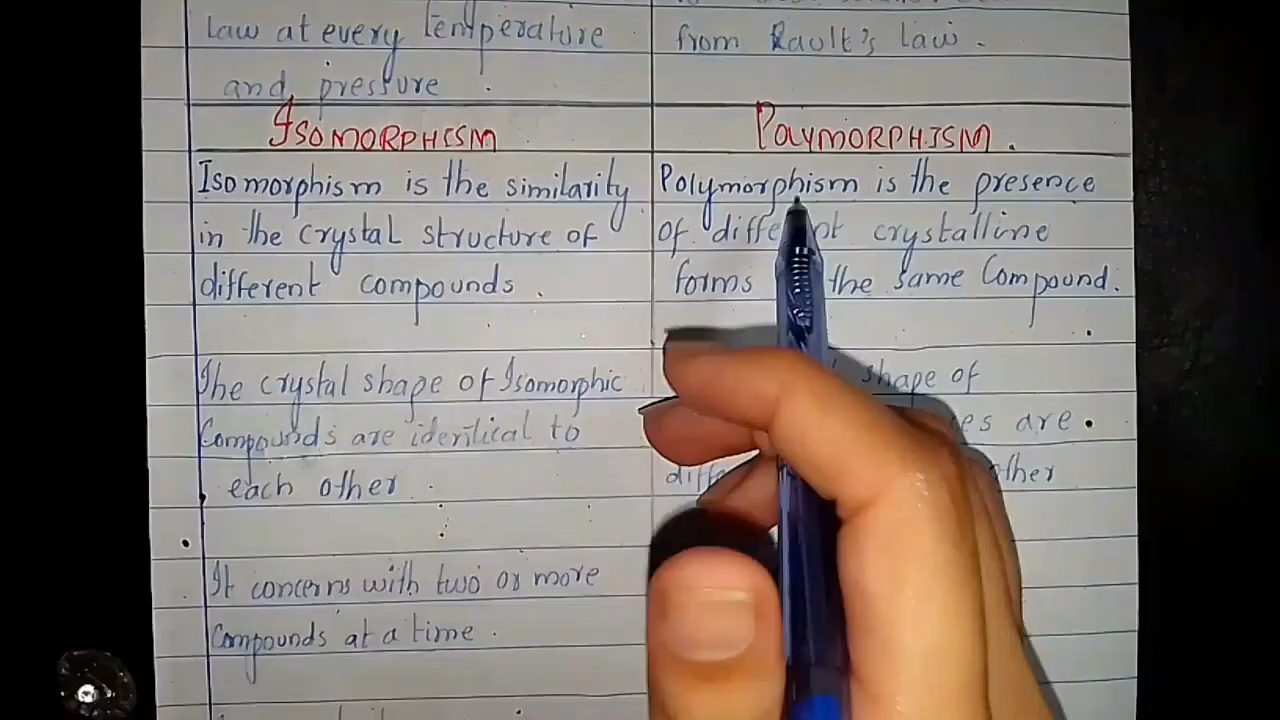 law at every temperature
and pressure .
from Rault's law .
ISOMORPHISM
Isomorphism is the similarity
in the crystal structure of
different compounds .
The crystal shape of Isomorphic
Compounds are identical to
each other .
It concerns with two or more
Compounds at a time .
POLYMORPHISM .
Polymorphism is the presence
of different crystalline
forms the same Compound .
shape of
are .